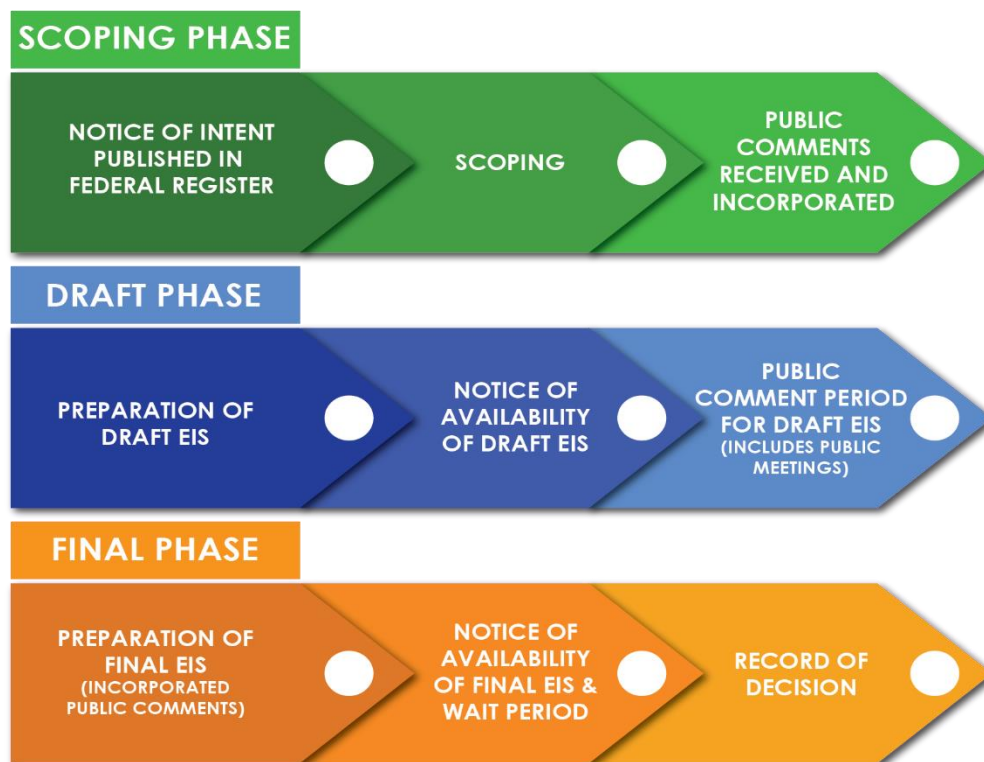 SCOPING PHASE
NOTICE OF INTENT
PUBLISHED IN
FEDERAL REGISTER
SCOPING
PUBLIC
COMMENTS
RECEIVED AND
INCORPORATED
DRAFT PHASE
PREPARATION OF
DRAFT EIS
NOTICE OF
AVAILABILITY
OF DRAFT EIS
PUBLIC
COMMENT PERIOD
FOR DRAFT EIS
(INCLUDES PUBLIC
MEETINGS)
FINAL PHASE
PREPARATION OF
FINAL EIS
(INCORPORATED
PUBLIC COMMENTS)
NOTICE OF
AVAILABILITY
OF FINAL EIS &
WAIT PERIOD
RECORD OF
DECISION